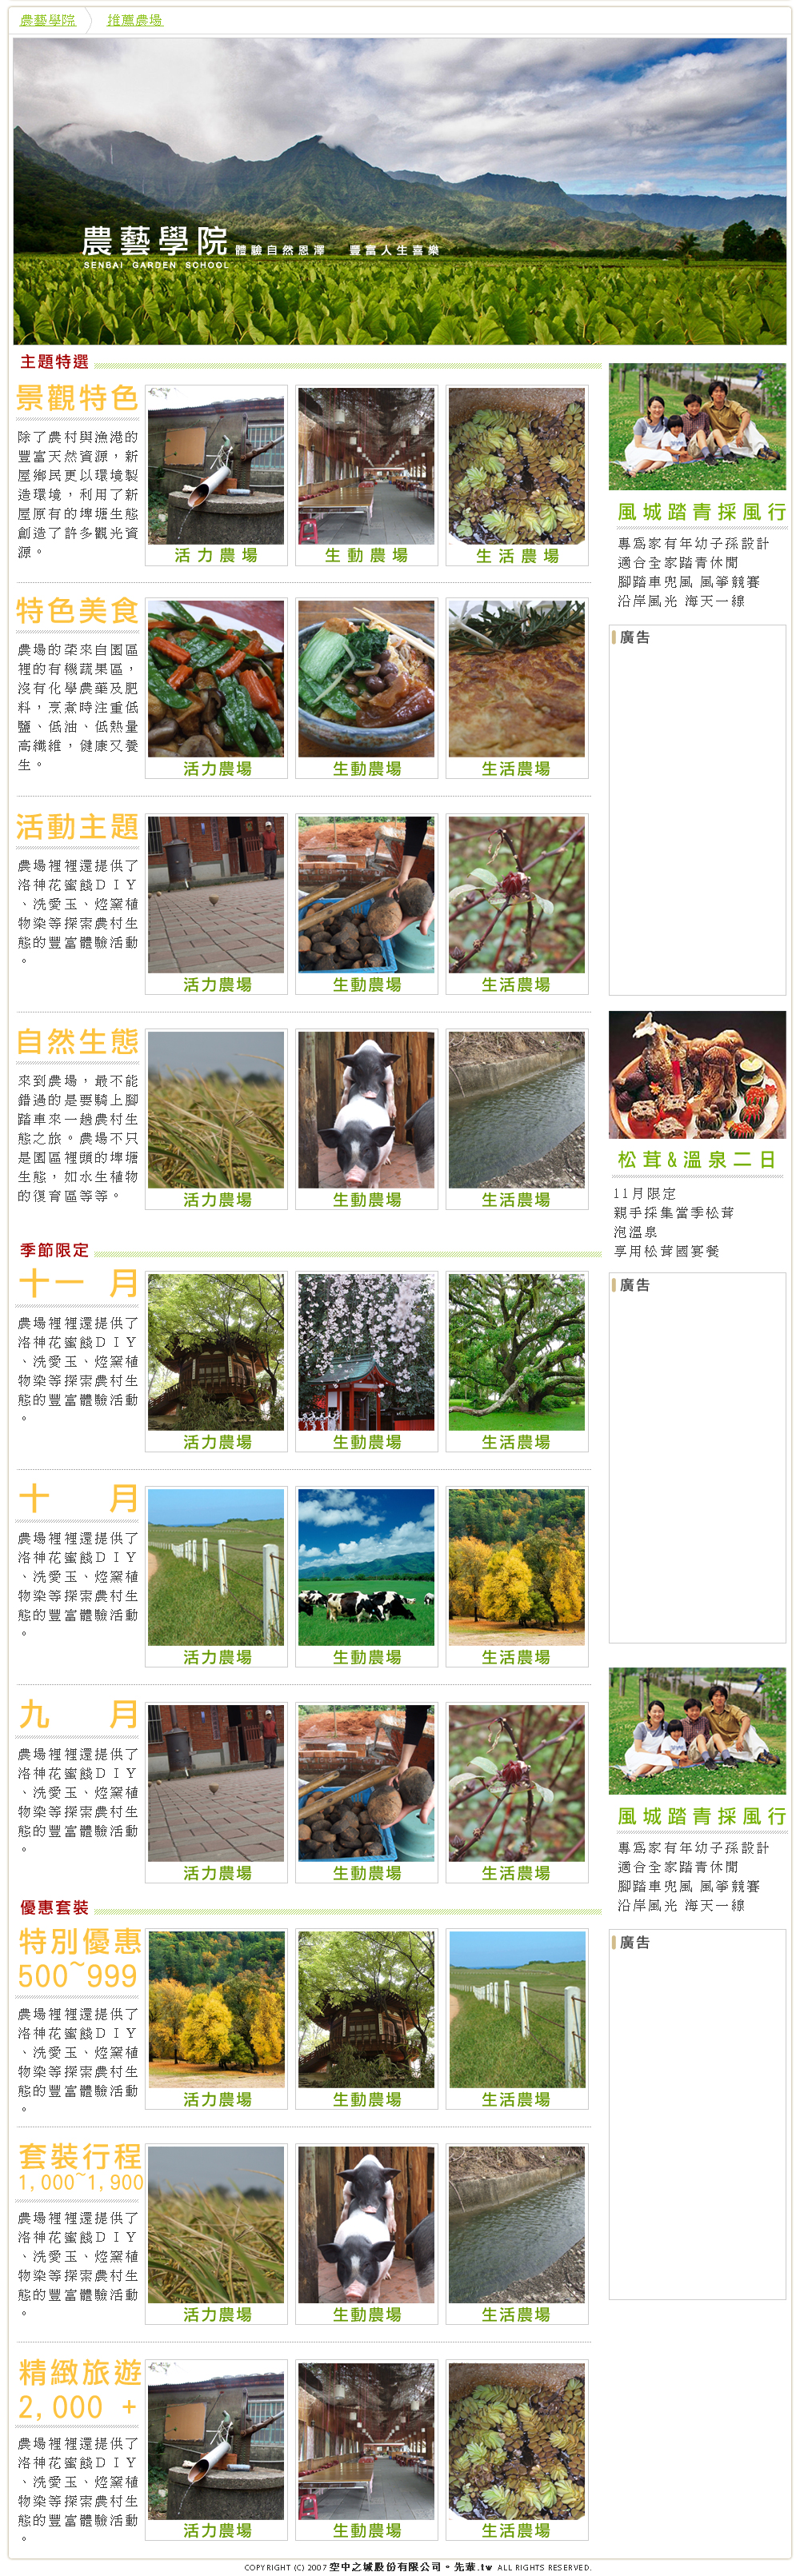 農藝學院
推薦農場
農藝學院 體驗自然恩澤 豐富人生喜樂
SENBAI GARDEN SCHOOL
主題特選
景觀特色
除了農村與漁港的
豐富天然資源，新
屋鄉民更以環境製
造環境，利用了新
屋原有的埤塘生態
創造了許多觀光資
源。
活力農場
生動農場
生活農場
特色美食
農場的菜來自園區
裡的有機蔬果區，
沒有化學農藥及肥
料，烹煮時注重低
鹽、低油、低熱量
高纖維，健康又養
生。
活力農場
生動農場
生活農場
活動主題
農場裡裡還提供了
洛神花蜜餞ＤＩＹ
、洗愛玉、焢窯植
物染等探索農村生
態的豐富體驗活動
。
活力農場
生動農場
生活農場
自然生態
來到農場，最不能
錯過的是要騎上腳
踏車來一趟農村生
態之旅。農場不只
是園區裡頭的埤塘
生態，如水生植物
的復育區等等。
活力農場
生動農場
生活農場
季節限定
十一 月
農場裡裡還提供了
洛神花蜜餞ＤＩＹ
、洗愛玉、焢窯植
物染等探索農村生
態的豐富體驗活動
。
活力農場
生動農場
生活農場
十 月
農場裡裡還提供了
洛神花蜜餞ＤＩＹ
、洗愛玉、焢窯植
物染等探索農村生
態的豐富體驗活動
。
活力農場
生動農場
生活農場
九 月
農場裡裡還提供了
洛神花蜜餞ＤＩＹ
、洗愛玉、焢窯植
物染等探索農村生
態的豐富體驗活動
。
活力農場
生動農場
生活農場
優惠套裝
特別優惠
500~999
農場裡裡還提供了
洛神花蜜餞ＤＩＹ
、洗愛玉、焢窯植
物染等探索農村生
態的豐富體驗活動
。
活力農場
生動農場
生活農場
套裝行程
1,000~1,900
農場裡裡還提供了
洛神花蜜餞ＤＩＹ
、洗愛玉、焢窯植
物染等探索農村生
態的豐富體驗活動
。
活力農場
生動農場
生活農場
精緻旅遊
2,000 +
農場裡裡還提供了
洛神花蜜餞ＤＩＹ
、洗愛玉、焢窯植
物染等探索農村生
態的豐富體驗活動
。
活力農場
生動農場
生活農場
風城踏青採風行
專為家有年幼子孫設計
適合全家踏青休閒
腳踏車兜風 風箏競賽
沿岸風光 海天一線
廣告
松茸&溫泉二日
11月限定
親手採集當季松茸
泡溫泉
享用松茸國宴餐
廣告
風城踏青採風行
專為家有年幼子孫設計
適合全家踏青休閒
腳踏車兜風 風箏競賽
沿岸風光 海天一線
廣告
COPYRIGHT (C) 2007 空中之城股份有限公司。先輩.tw ALL RIGHTS RESERVED.